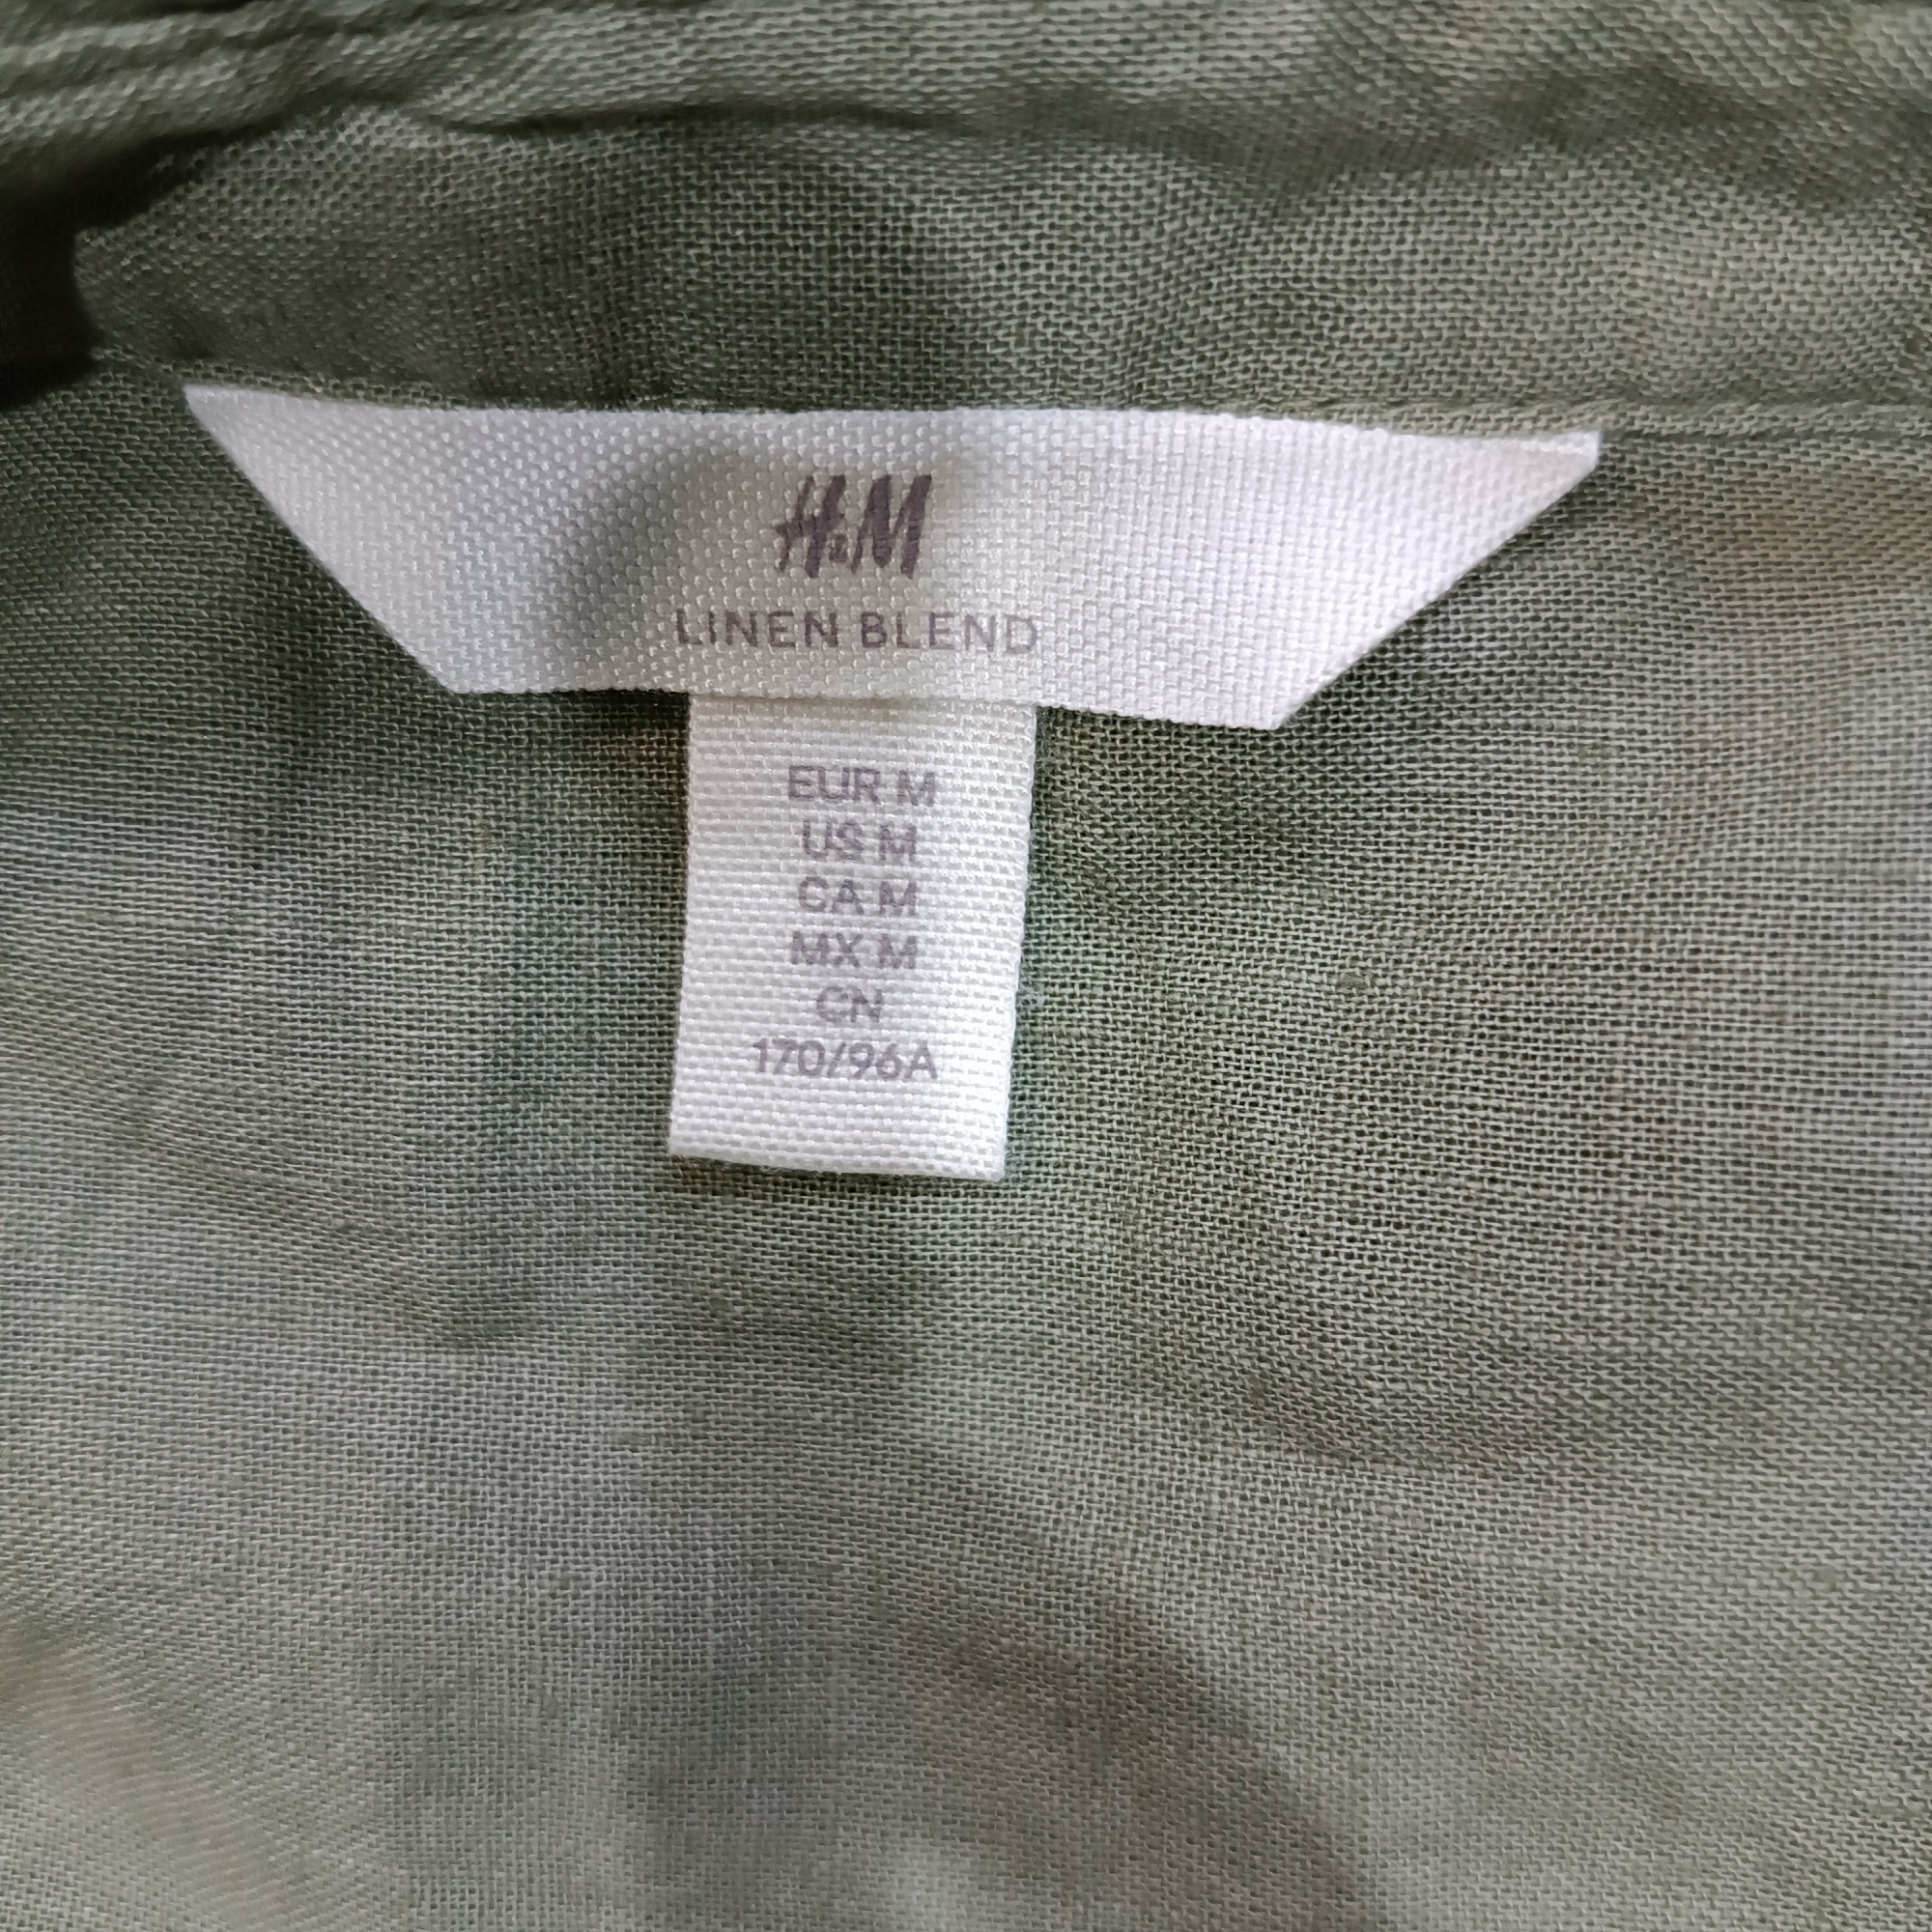 H&M
LINEN BLEND
EUR M
US M
CA M
MX M
CN
170/96A